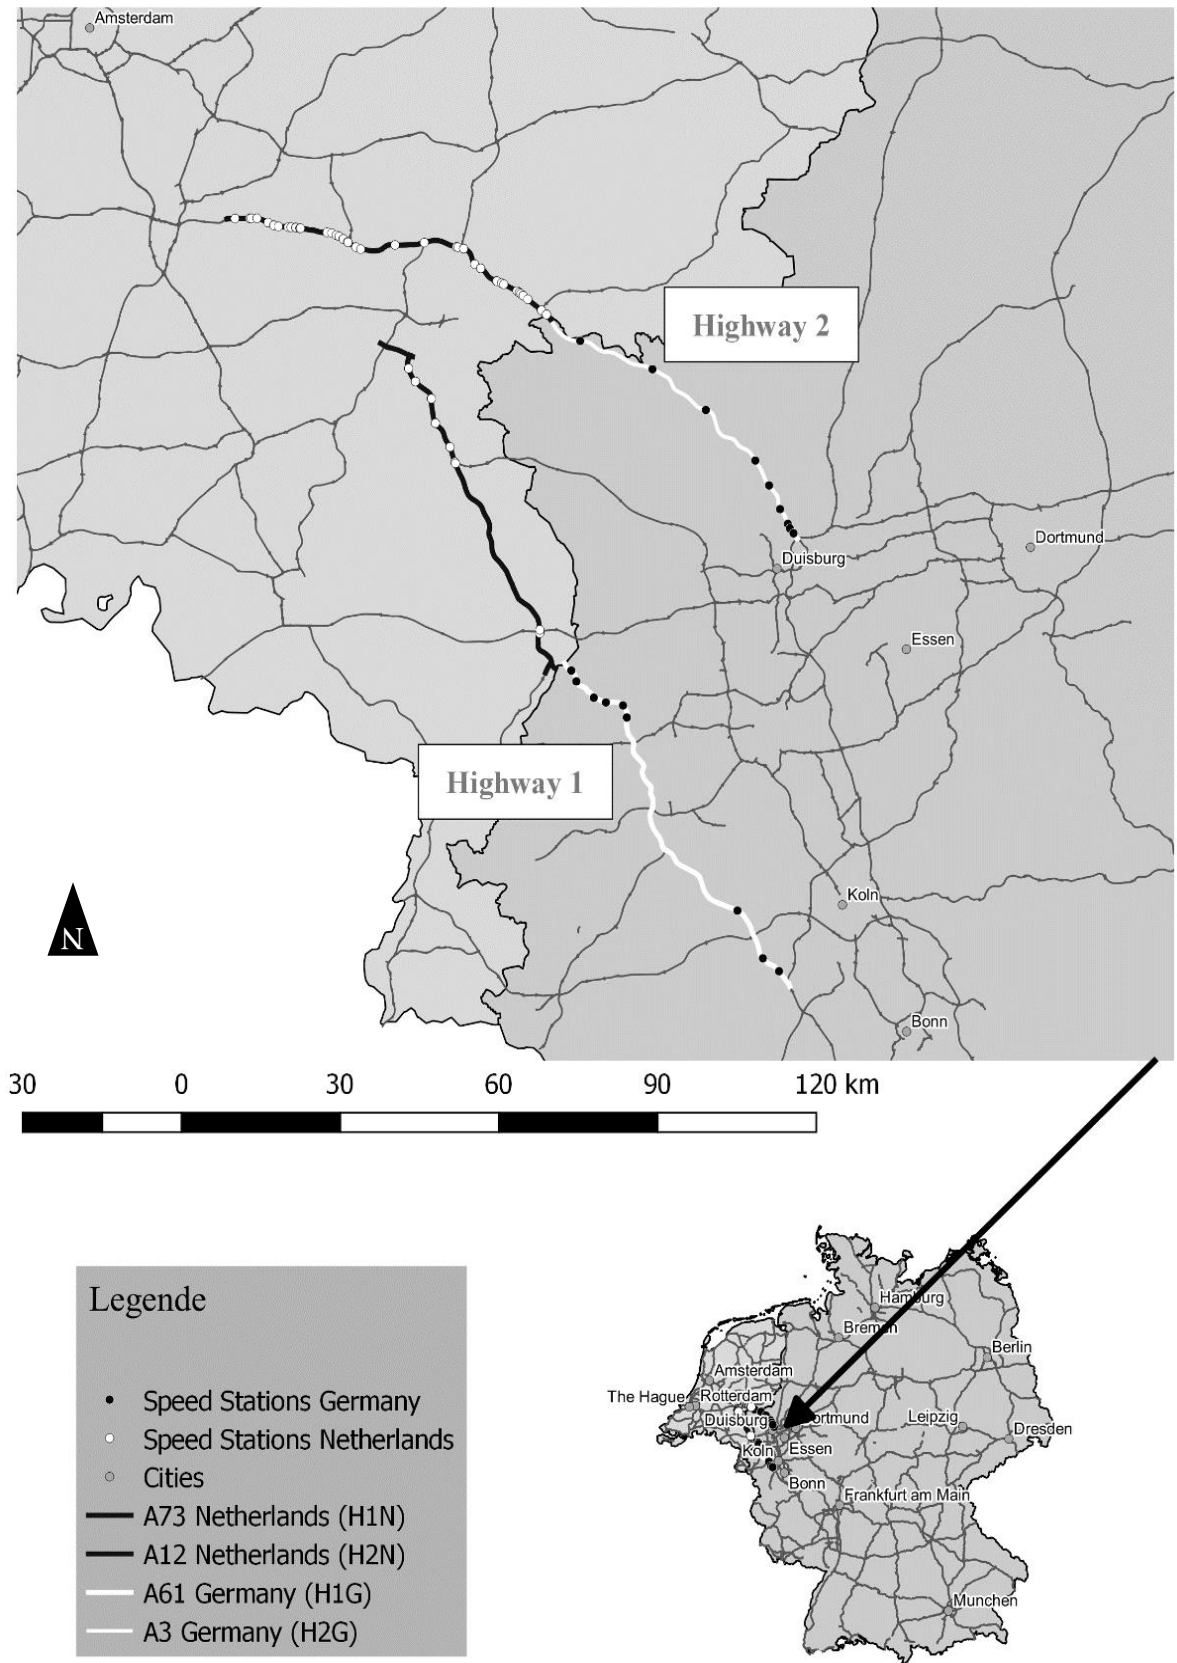 Amsterdam
Highway 2
Dortmund
Duisburg
Essen
Highway 1
Koln
N
Bonn
30 0 30 60 90 120 km
Hamburg
Bremen
Berlin
Amsterdam
The Hague Rotterdam
Duisburg Dortmund Leipzig
Dresden
Koln Essen
Bonn
Frankfurt am Main
Munchen
Legende
Speed Stations Germany
Speed Stations Netherlands
Cities
A73 Netherlands (H1N)
A12 Netherlands (H2N)
A61 Germany (H1G)
A3 Germany (H2G)